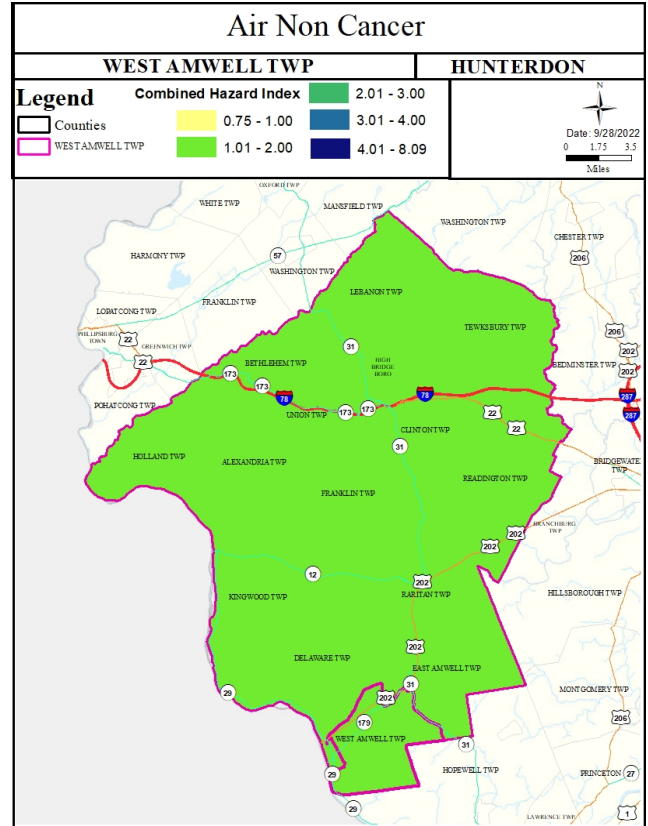 Air Non Cancer
WEST AMWELL TWP
HUNTERDON
Legend
Counties
WEST AMWELL TWP
Combined Hazard Index
0.75 - 1.00
1.01 - 2.00
2.01 - 3.00
3.01 - 4.00
4.01 - 8.09
N
Date: 9/28/2022
0 1.75 3.5
Miles
OXFORD TWP
WHITE TWP
MANSFIELD TWP
WASHINGTON TWP
CHESTER TWP
206
HARMONY TWP
57
WASHINGTON TWP
LEBANON TWP
FRANKLIN TWP
LOPATCONG TWP
TEWKSBURY TWP
PHILLIPSBURG
TOWN
22
GREENWICH TWP
22
31
206
202
BEDMINSTER TWP
202
BETHLEHEM TWP
HIGH
BRIDGE
BORO
173
173
78
78
287
287
POHATCONG TWP
UNION TWP
173
173
22
22
CLINTON TWP
31
HOLLAND TWP
ALEXANDRIA TWP
BRIDGEWATE
TWP
READINGTON TWP
FRANKLIN TWP
BRANCHBURG
TWP
202
202
12
202
KINGWOOD TWP
RARITAN TWP
HILLSBOROUGH TWP
202
DELAWARE TWP
EAST AMWELL TWP
31
29
202
MONTGOMERY TWP
206
179
WEST AMWELL TWP
31
29
HOPEWELL TWP
PRINCETON
27
29
LAWRENCE TWP
1